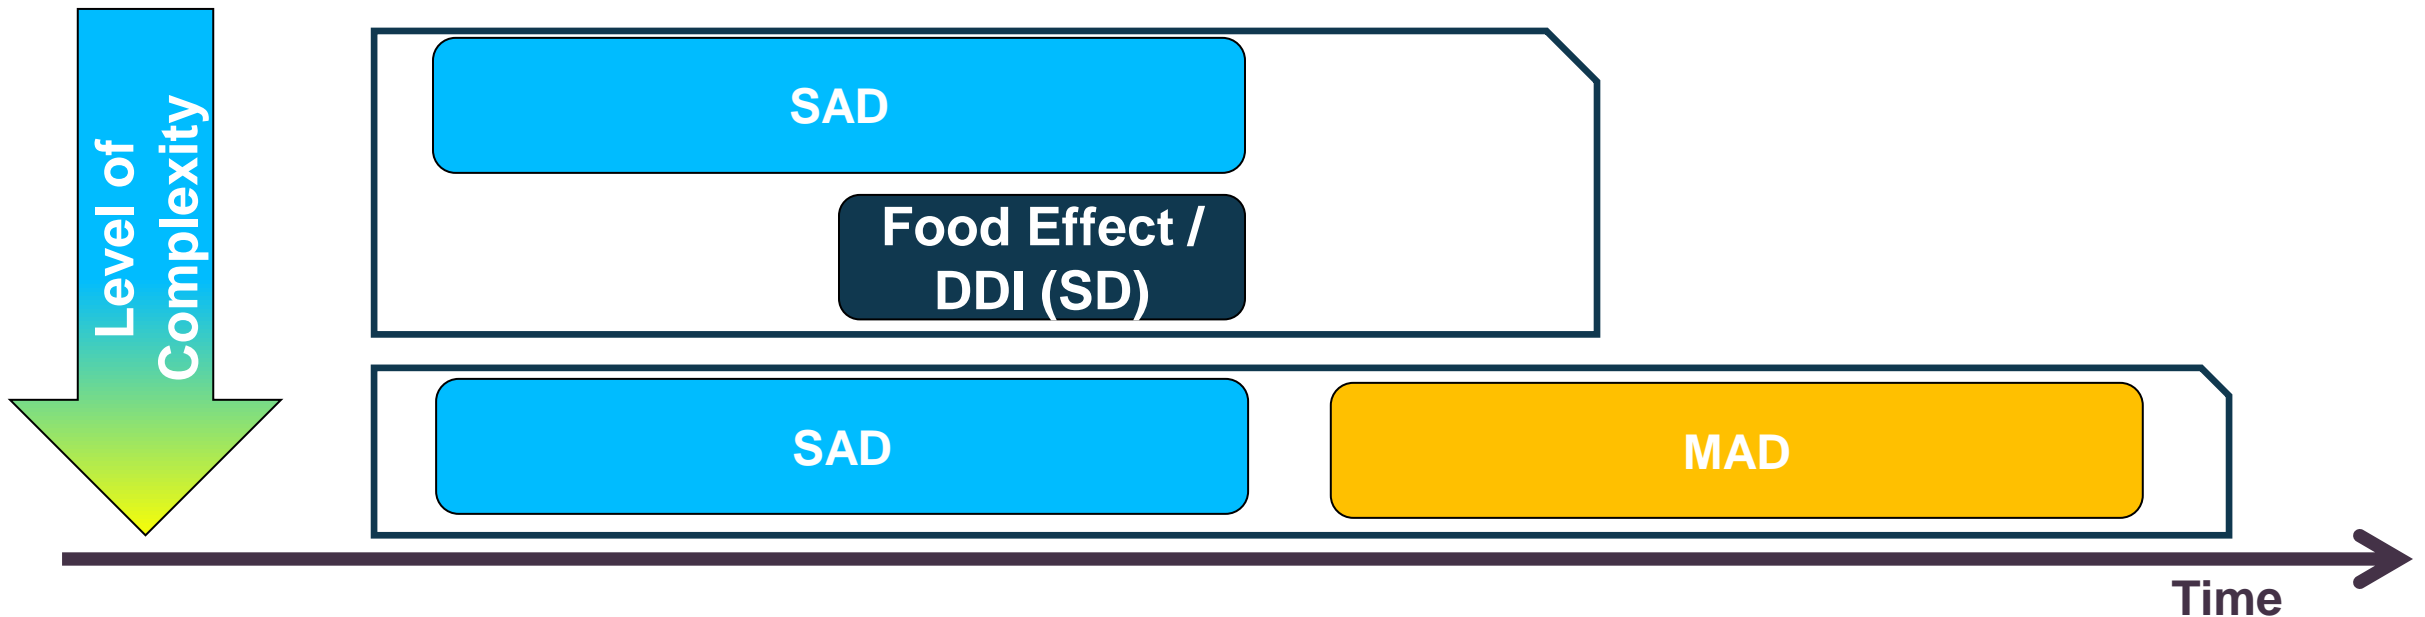 Level of
Complexity
SAD
Food Effect /
DDI (SD)
SAD
MAD
Time